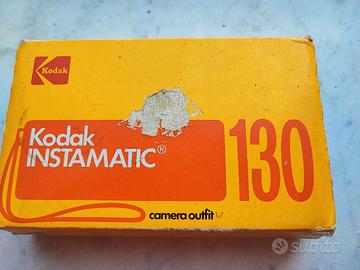 Kodak
Kodak
INSTAMATIC®
130
camera outfit
subito